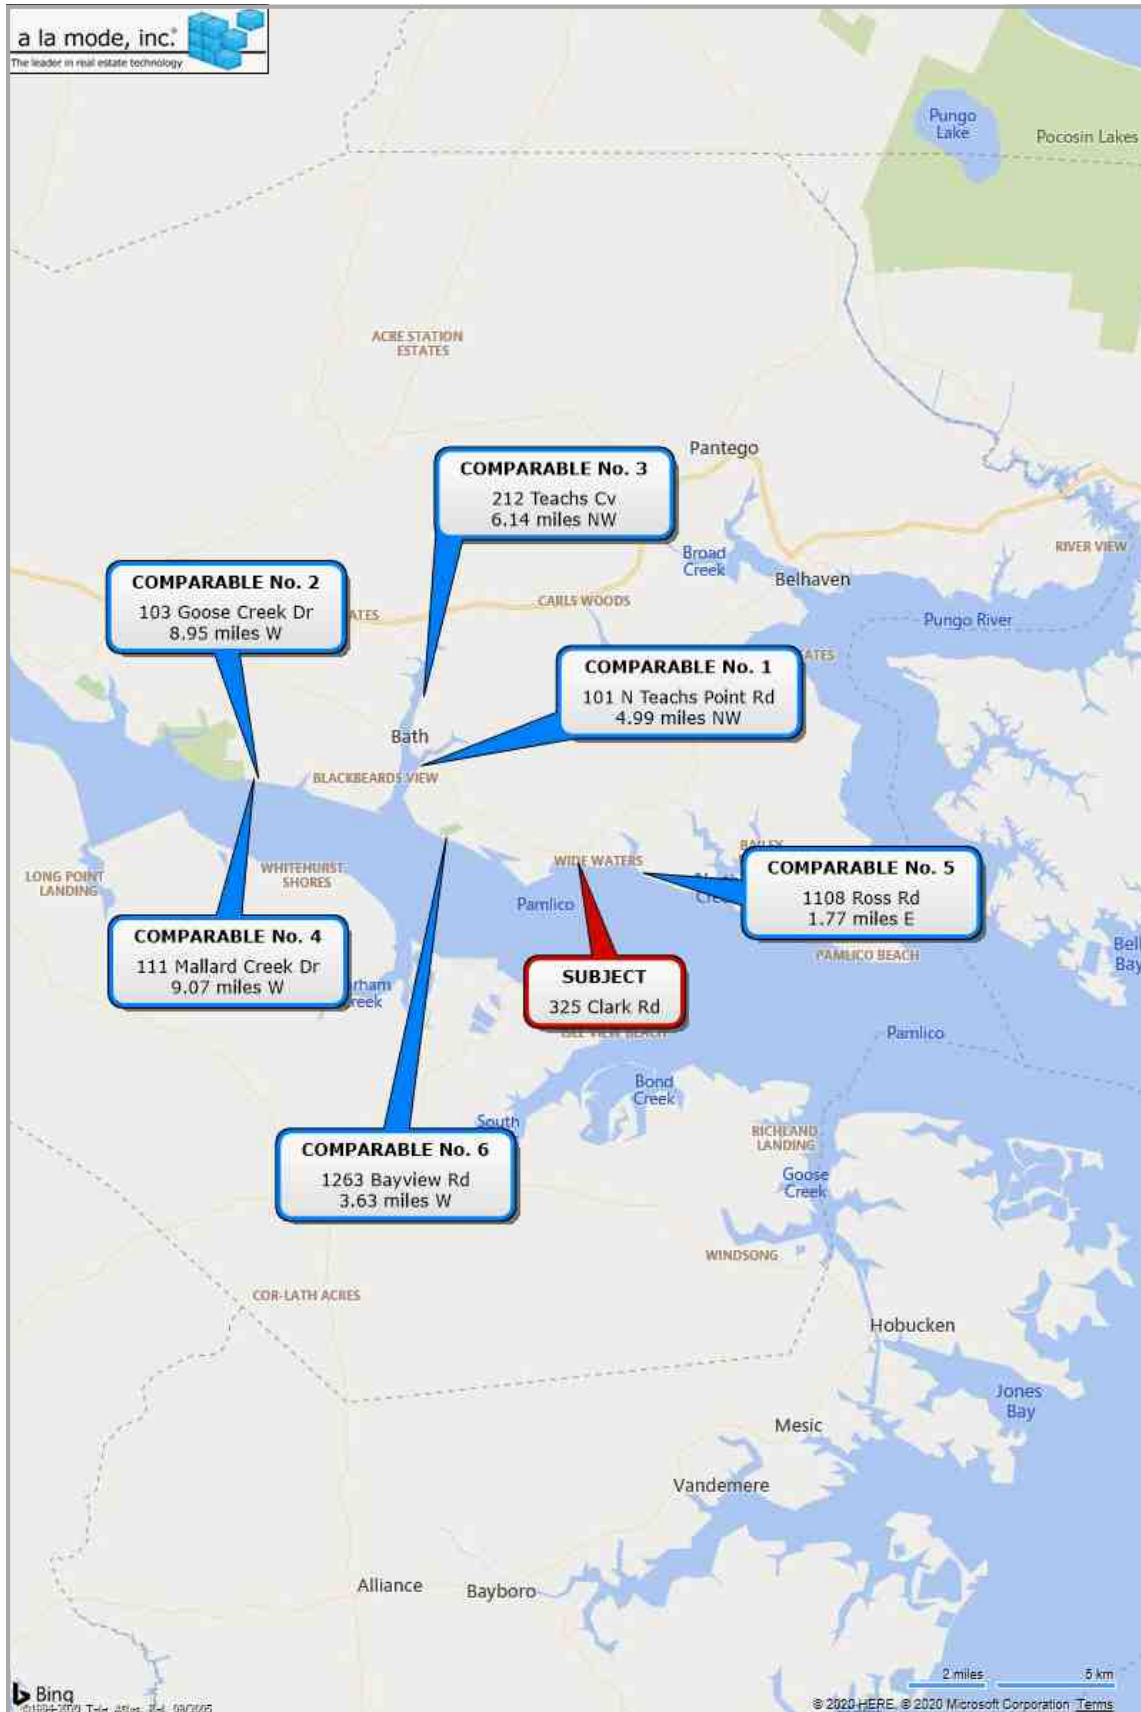 a la mode, inc.
The leader in real estate technology
Pungo
Lake
Pocosin Lakes
ACRE STATION
ESTATES
Pantego
COMPARABLE No. 3
212 Teachs Cv
6.14 miles NW
RIVER VIEW
Broad
Creek
Belhaven
COMPARABLE No. 2
103 Goose Creek Dr
8.95 miles W
ATES
CARLS WOODS
Pungo River
ATES
COMPARABLE No. 1
101 N Teachs Point Rd
4.99 miles NW
Bath
BLACKBEARDS VIEW
LONG POINT
LANDING
WHITEHURST
SHORES
WIDE WATERS
BAILEY
COMPARABLE No. 5
1108 Ross Rd
1.77 miles E
Pamlico
COMPARABLE No. 4
111 Mallard Creek Dr
9.07 miles W
PAMLICO BEACH
Bay
SUBJECT
325 Clark Rd
Pamlico
Bond
Creek
South
COMPARABLE No. 6
1263 Bayview Rd
3.63 miles W
RICHLAND
LANDING
Goose
Creek
WINDSONG
COR-LATH ACRES
Hobucken
Jones
Bay
Mesic
Vandemere
Alliance
Bayboro
2 miles
5 km
Bing
© 2020 HERE, © 2020 Microsoft Corporation Terms